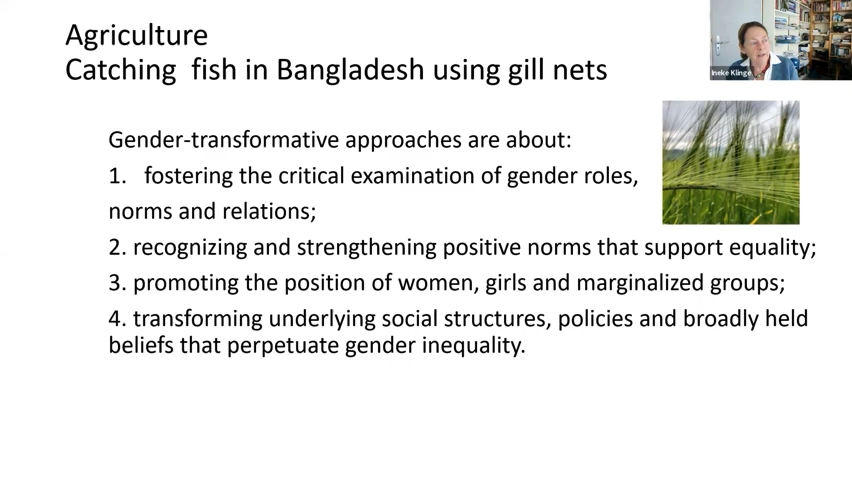 Agriculture
Catching fish in Bangladesh using gill nets
Ineke Klinge
Gender-transformative approaches are about:
1. fostering the critical examination of gender roles,
norms and relations;
2. recognizing and strengthening positive norms that support equality;
3. promoting the position of women, girls and marginalized groups;
4. transforming underlying social structures, policies and broadly held
beliefs that perpetuate gender inequality.